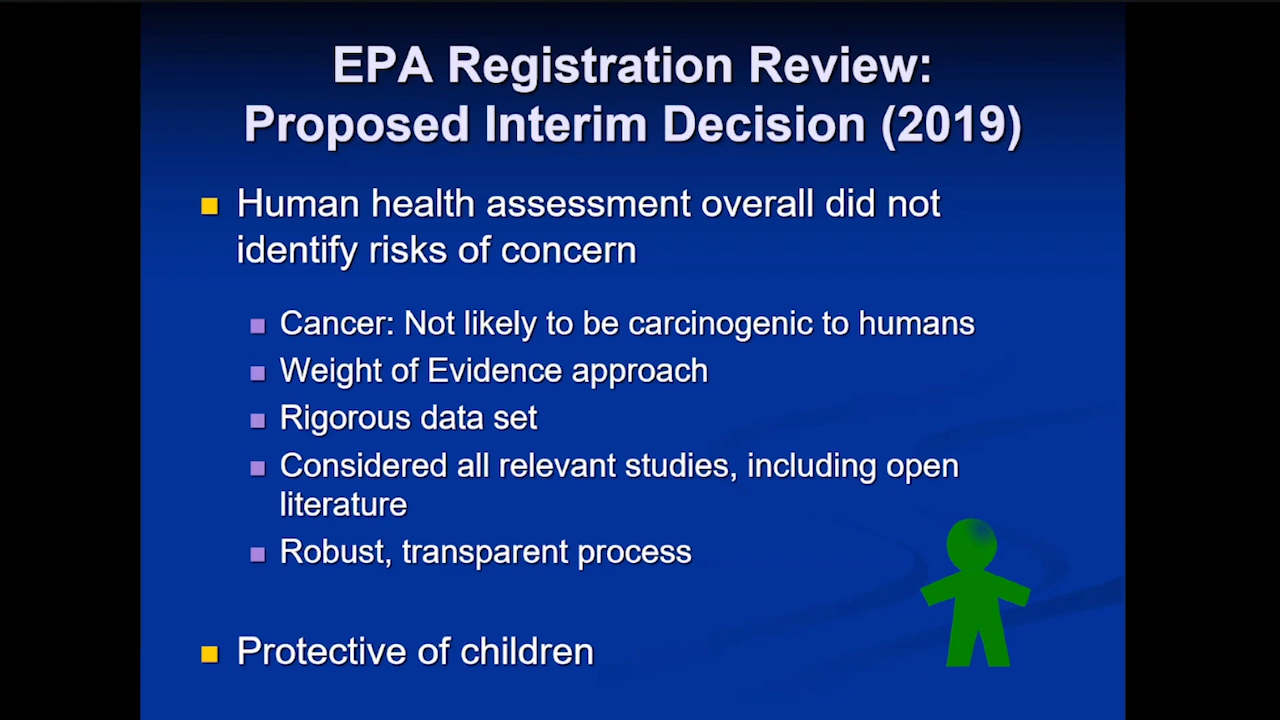 EPA Registration Review:
Proposed Interim Decision (2019)
Human health assessment overall did not
identify risks of concern
Cancer: Not likely to be carcinogenic to humans
Weight of Evidence approach
Rigorous data set
Considered all relevant studies, including open
literature
Robust, transparent process
Protective of children